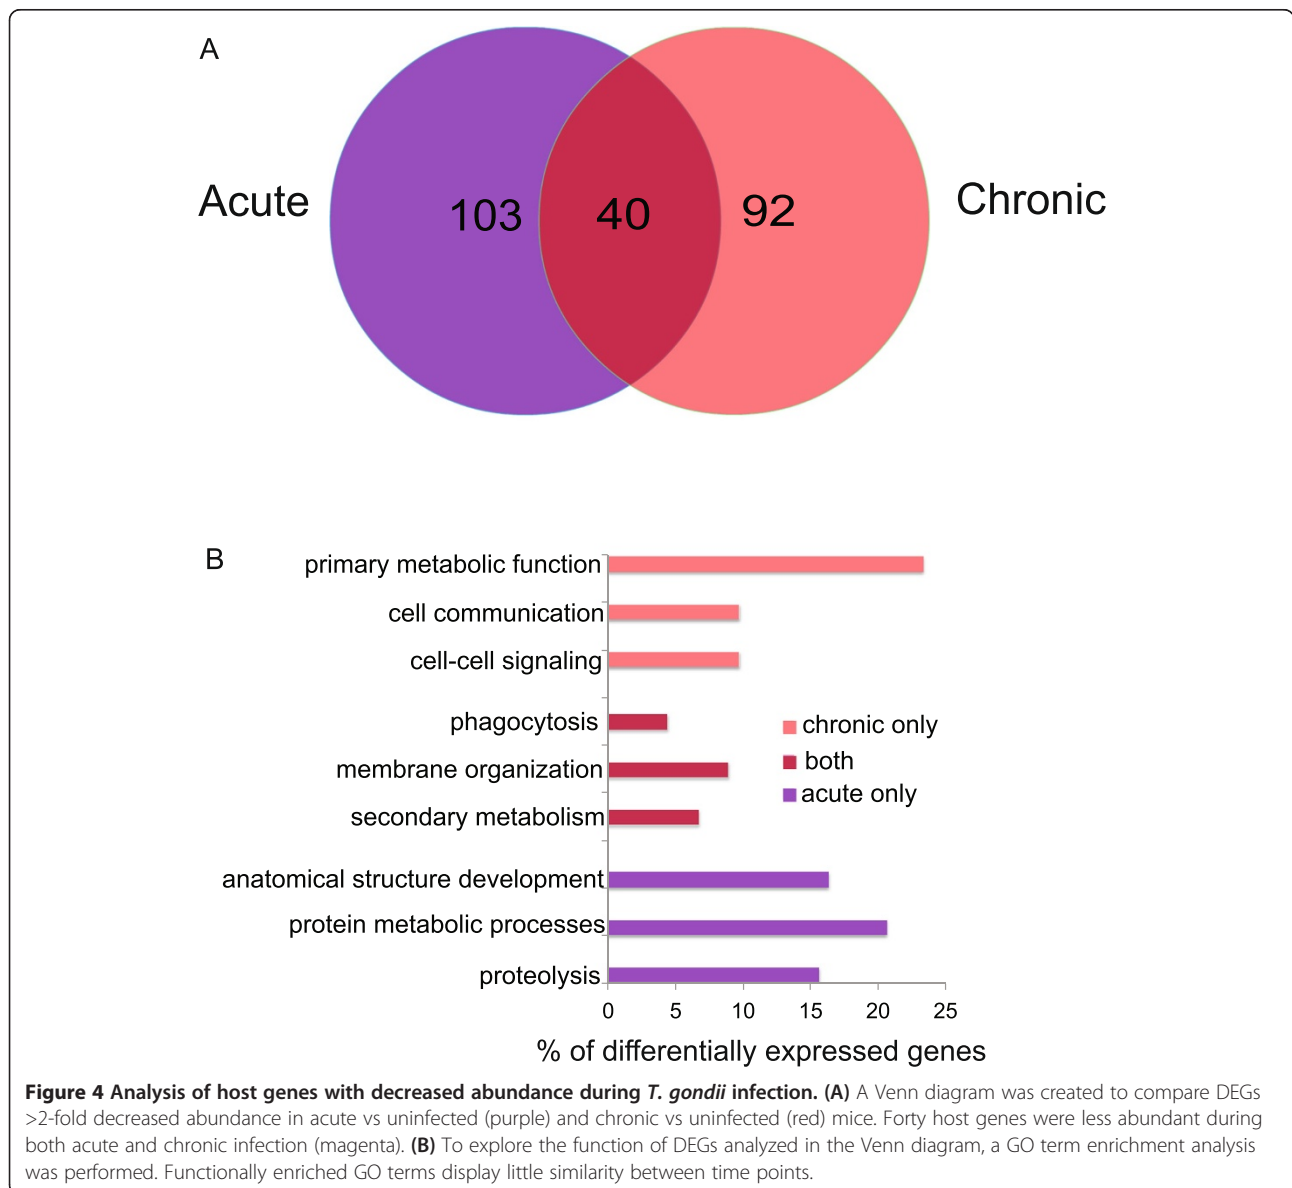 A
Acute
103
40
92
Chronic
B
primary metabolic function
cell communication
cell-cell signaling
phagocytosis
membrane organization
secondary metabolism
anatomical structure development
protein metabolic processes
proteolysis
chronic only
both
acute only
0 5 10 15 20 25
% of differentially expressed genes
Figure 4 Analysis of host genes with decreased abundance during T. gondii infection. (A) A Venn diagram was created to compare DEGs
>2-fold decreased abundance in acute vs uninfected (purple) and chronic vs uninfected (red) mice. Forty host genes were less abundant during
both acute and chronic infection (magenta). (B) To explore the function of DEGs analyzed in the Venn diagram, a GO term enrichment analysis
was performed. Functionally enriched GO terms display little similarity between time points.